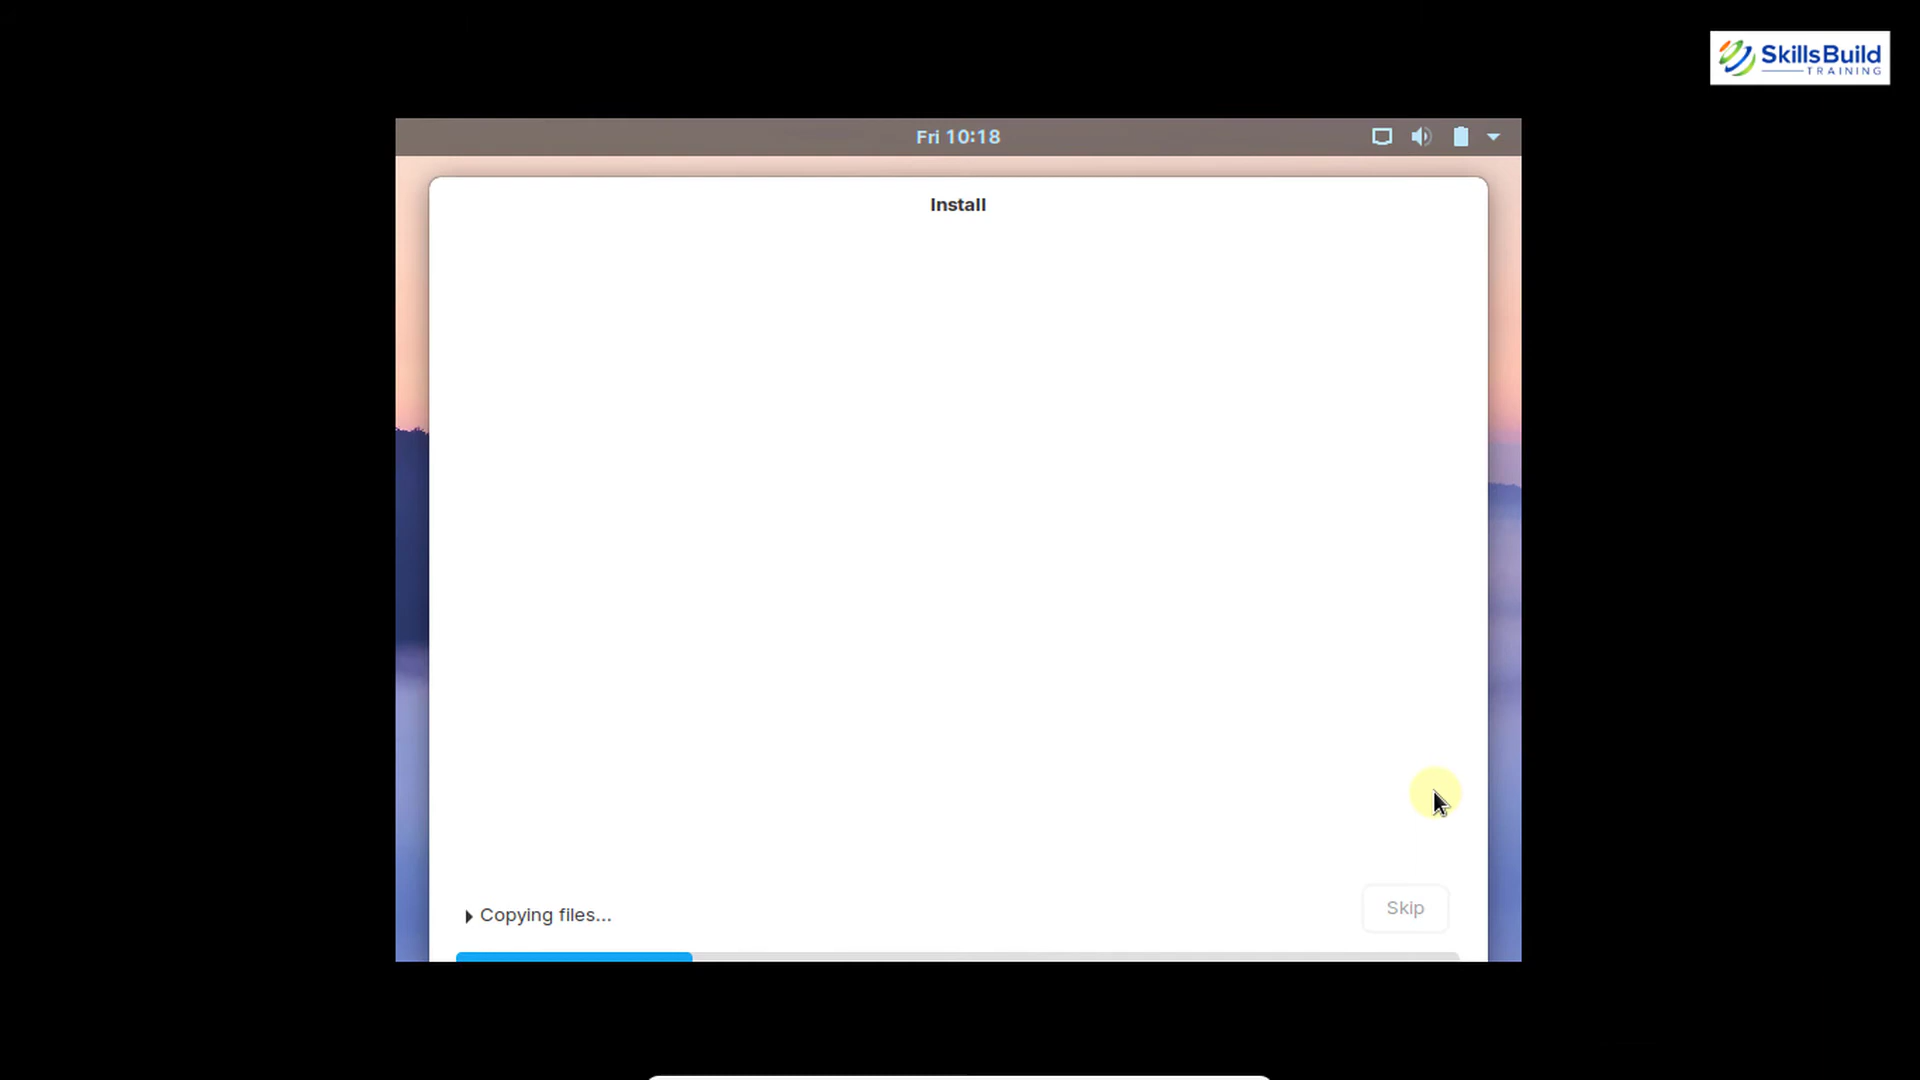 SkillsBuild
TRAINING
Fri 10:18
Install
Copying files...
Skip